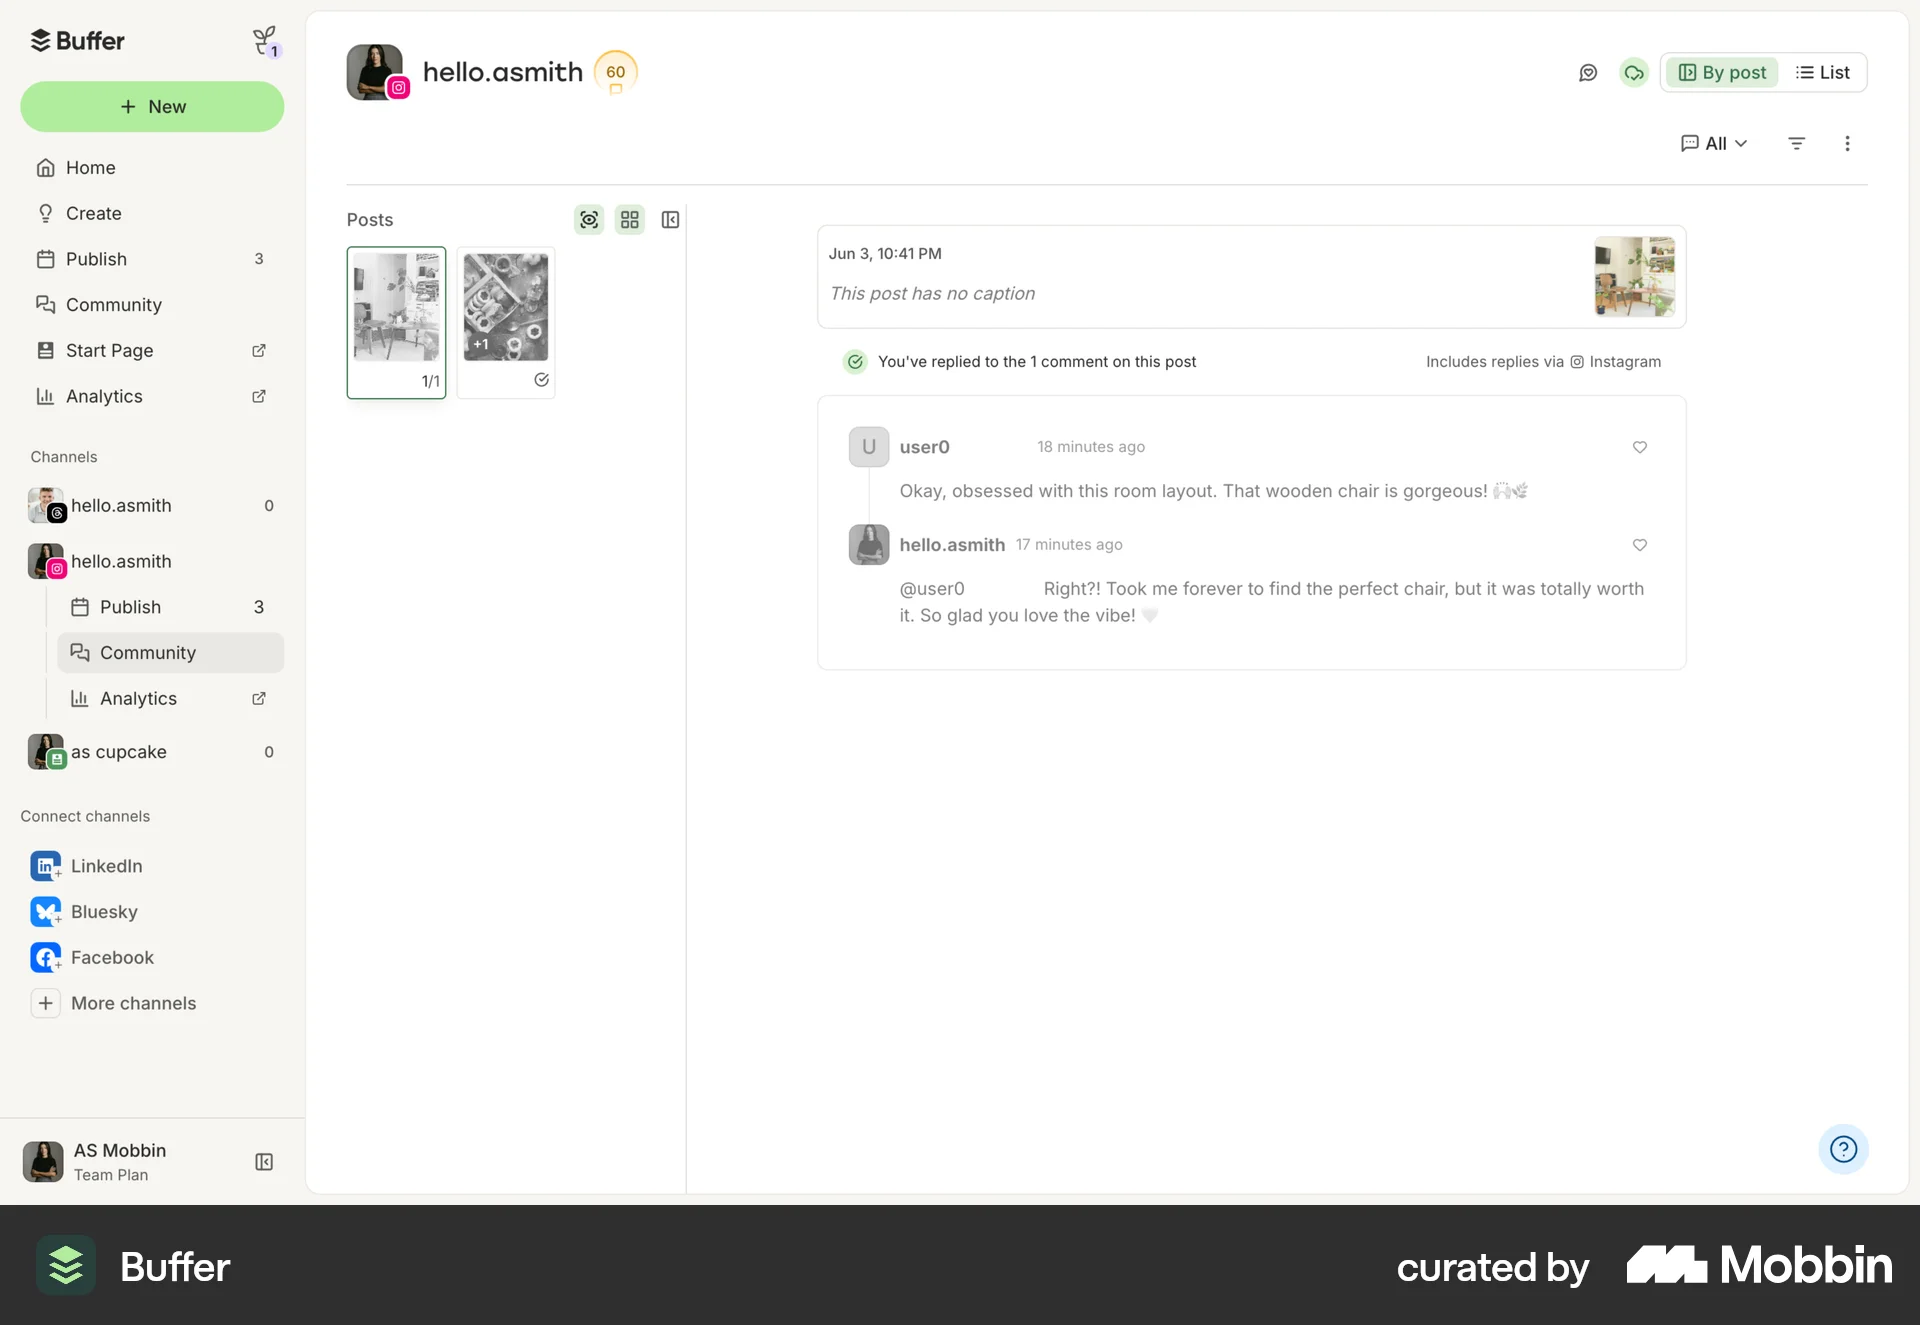 Buffer
1
New
Home
Create
Publish 3
Community
Start Page
Analytics
Channels
hello.asmith 0
hello.asmith
Publish 3
Community
Analytics
as cupcake 0
Connect channels
LinkedIn
Bluesky
Facebook
More channels
AS Mobbin
Team Plan
hello.asmith 60
By post List
All
Posts
1/1
+1
Jun 3, 10:41 PM
This post has no caption
You've replied to the 1 comment on this post Includes replies via Instagram
U user0 18 minutes ago
Okay, obsessed with this room layout. That wooden chair is gorgeous! 🙌🌿
hello.asmith 17 minutes ago
@user0 Right?! Took me forever to find the perfect chair, but it was totally worth
it. So glad you love the vibe! 🤍
Buffer
curated by Mobbin